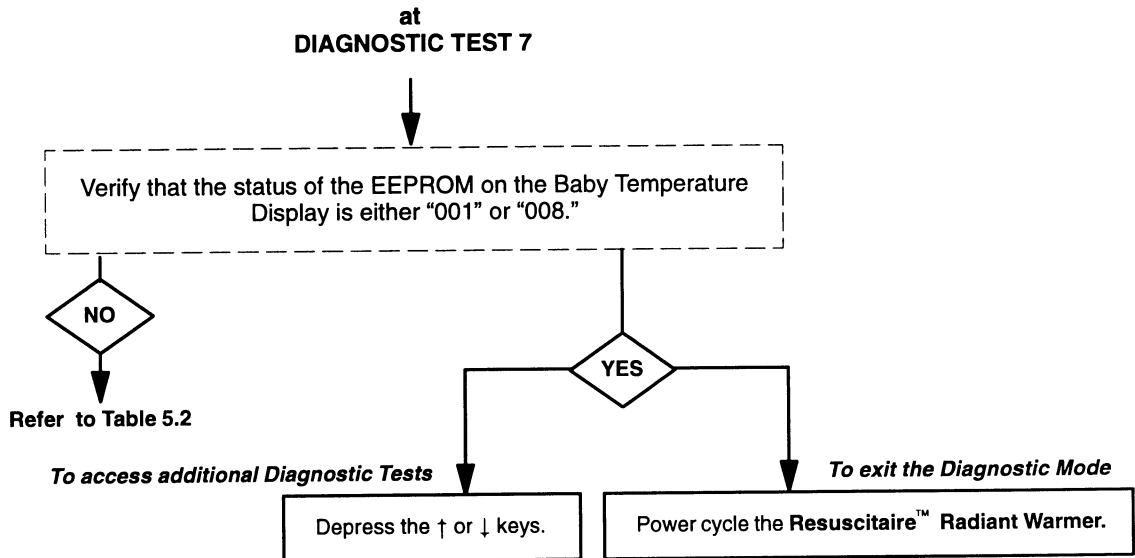 at
DIAGNOSTIC TEST 7
Verify that the status of the EEPROM on the Baby Temperature
Display is either “001” or “008.”
NO
YES
Refer to Table 5.2
To access additional Diagnostic Tests
To exit the Diagnostic Mode
Depress the ↑ or ↓ keys.
Power cycle the Resuscitaire™ Radiant Warmer.